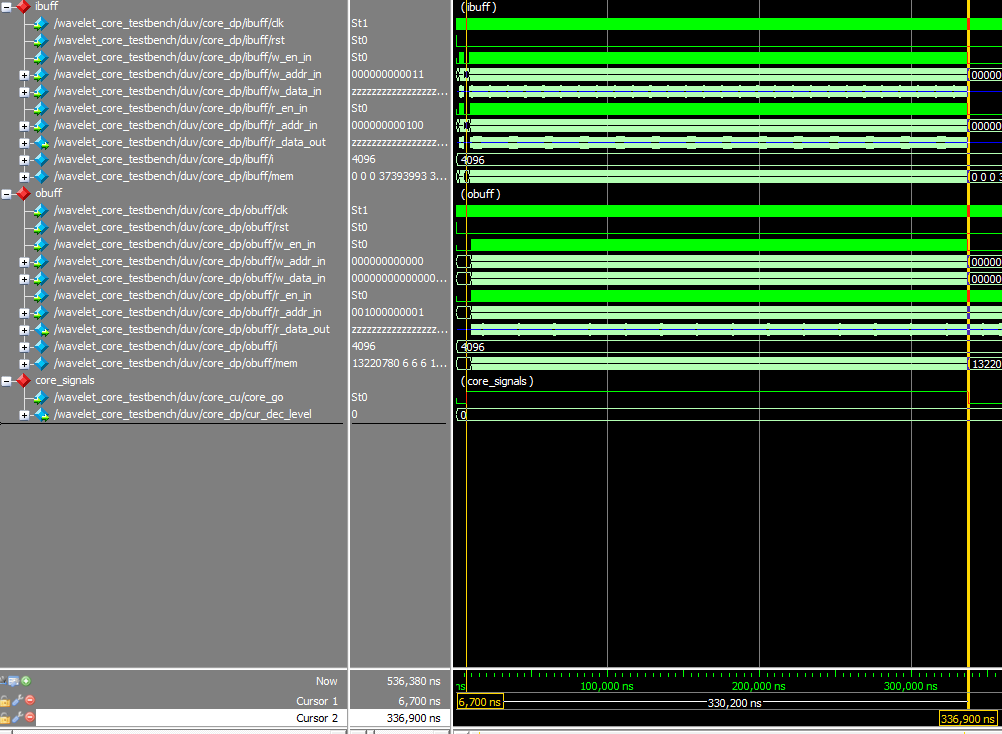 ibuff
/wavelet_core_testbench/duv/core_dp/ibuff/clk St1
/wavelet_core_testbench/duv/core_dp/ibuff/rst St0
/wavelet_core_testbench/duv/core_dp/ibuff/w_en_in St0
/wavelet_core_testbench/duv/core_dp/ibuff/w_addr_in 000000000011 00000
/wavelet_core_testbench/duv/core_dp/ibuff/w_data_in zzzzzzzzzzzzzzzzz...
/wavelet_core_testbench/duv/core_dp/ibuff/r_en_in St0
/wavelet_core_testbench/duv/core_dp/ibuff/r_addr_in 000000000100 00000
/wavelet_core_testbench/duv/core_dp/ibuff/r_data_out zzzzzzzzzzzzzzzzz...
/wavelet_core_testbench/duv/core_dp/ibuff/i 4096 4096
/wavelet_core_testbench/duv/core_dp/ibuff/mem 0 0 0 37393993 3... 0 0 0 3
obuff
/wavelet_core_testbench/duv/core_dp/obuff/clk St1
/wavelet_core_testbench/duv/core_dp/obuff/rst St0
/wavelet_core_testbench/duv/core_dp/obuff/w_en_in St0
/wavelet_core_testbench/duv/core_dp/obuff/w_addr_in 000000000000 00000
/wavelet_core_testbench/duv/core_dp/obuff/w_data_in 00000000000000... 00000
/wavelet_core_testbench/duv/core_dp/obuff/r_en_in St0
/wavelet_core_testbench/duv/core_dp/obuff/r_addr_in 001000000001
/wavelet_core_testbench/duv/core_dp/obuff/r_data_out zzzzzzzzzzzzzzzzz...
/wavelet_core_testbench/duv/core_dp/obuff/i 4096 4096
/wavelet_core_testbench/duv/core_dp/obuff/mem 13220780 6 6 6 1... 13220
core_signals
/wavelet_core_testbench/duv/core_cu/core_go St0
/wavelet_core_testbench/duv/core_dp/cur_dec_level 0 0
(ibuff)
(obuff)
(core_signals)
Now 536,380 ns
Cursor 1 6,700 ns
Cursor 2 336,900 ns
ns 100,000 ns 200,000 ns 300,000 ns
6,700 ns 330,200 ns
336,900 ns